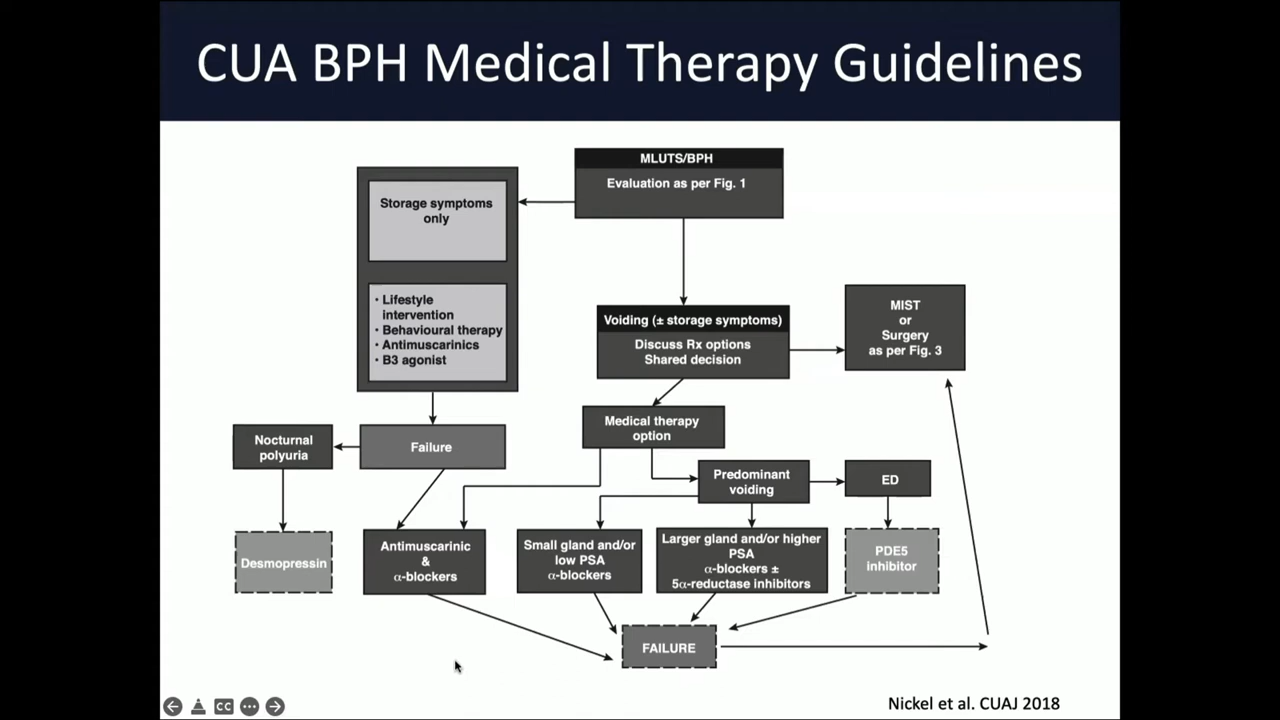 CUA BPH Medical Therapy Guidelines
MLUTS/BPH
Evaluation as per Fig. 1
Storage symptoms
only
• Lifestyle
intervention
• Behavioural therapy
• Antimuscarinics
• B3 agonist
Voiding (± storage symptoms)
Discuss Rx options
Shared decision
MIST
or
Surgery
as per Fig. 3
Medical therapy
option
Nocturnal
polyuria
Failure
Predominant
voiding
ED
Desmopressin
Antimuscarinic
&
α-blockers
Small gland and/or
low PSA
α-blockers
Larger gland and/or higher
PSA
α-blockers ±
5α-reductase inhibitors
PDE5
inhibitor
FAILURE
CC
Nickel et al. CUAJ 2018